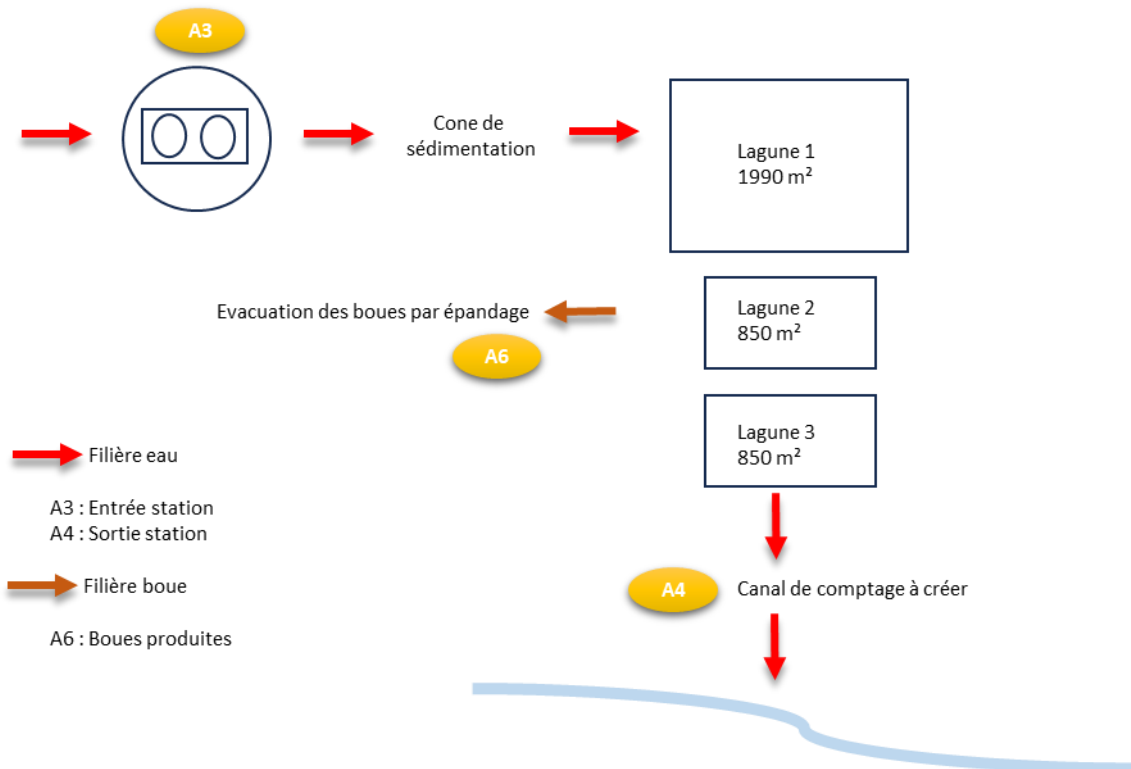 A3
Cone de
sédimentation
Lagune 1
1990 m²
Lagune 2
850 m²
Evacuation des boues par épandage
A6
Lagune 3
850 m²
Filière eau
A3 : Entrée station
A4 : Sortie station
Filière boue
A6 : Boues produites
A4
Canal de comptage à créer